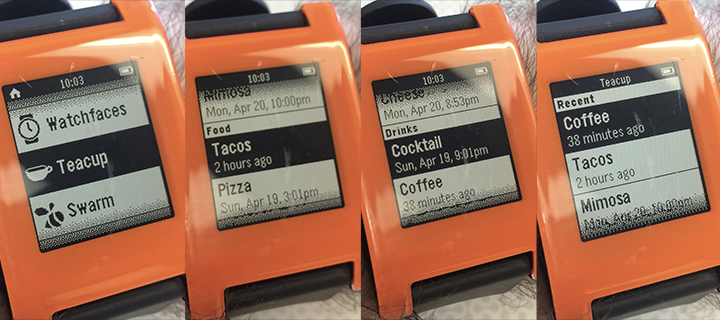 10:03
Watchfaces
Teacup
Swarm
10:03
Mimosa
Mon, Apr 20, 10:00pm
Food
Tacos
2 hours ago
Pizza
Sun, Apr 19, 3:01pm
10:03
Cheese
Mon, Apr 20, 8:53pm
Drinks
Cocktail
Sun, Apr 19, 9:01pm
Coffee
38 minutes ago
Teacup
Recent
Coffee
38 minutes ago
Tacos
2 hours ago
Mimosa
Mon, Apr 20, 10:00pm